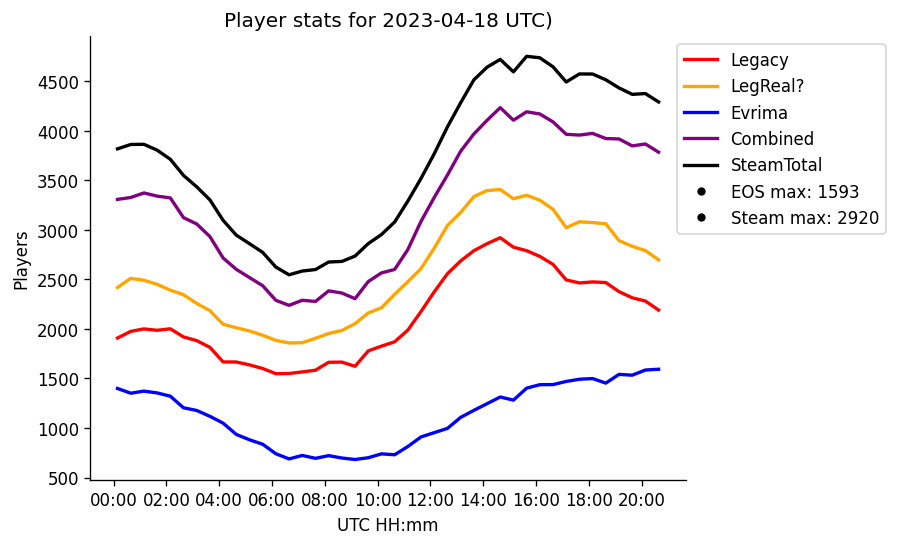 Player stats for 2023-04-18 UTC)
Players
4500
4000
3500
3000
2500
2000
1500
1000
500
00:00 02:00 04:00 06:00 08:00 10:00 12:00 14:00 16:00 18:00 20:00
UTC HH:mm
Legacy
LegReal?
Evrima
Combined
SteamTotal
EOS max: 1593
Steam max: 2920